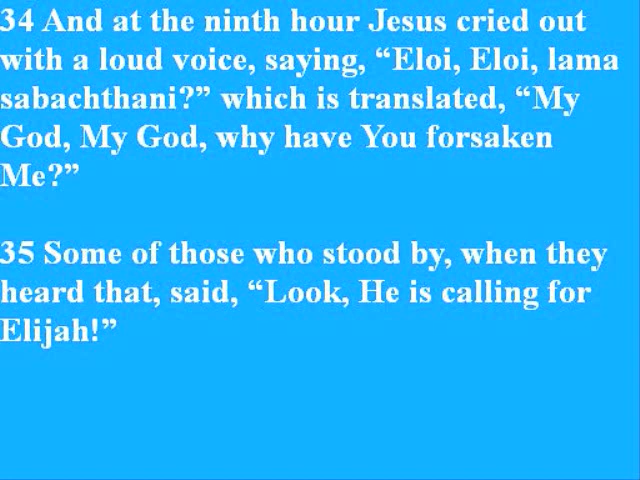 34 And at the ninth hour Jesus cried out
with a loud voice, saying, “Eloi, Eloi, lama
sabachthani?” which is translated, “My
God, My God, why have You forsaken
Me?”
35 Some of those who stood by, when they
heard that, said, “Look, He is calling for
Elijah!”